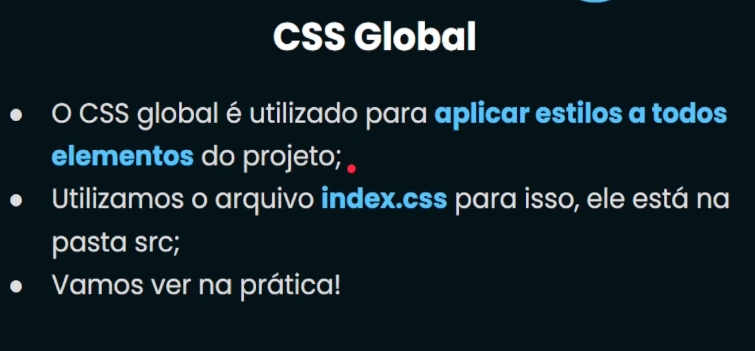 CSS Global
● O CSS global é utilizado para aplicar estilos a todos
elementos do projeto;
● Utilizamos o arquivo index.css para isso, ele está na
pasta src;
● Vamos ver na prática!